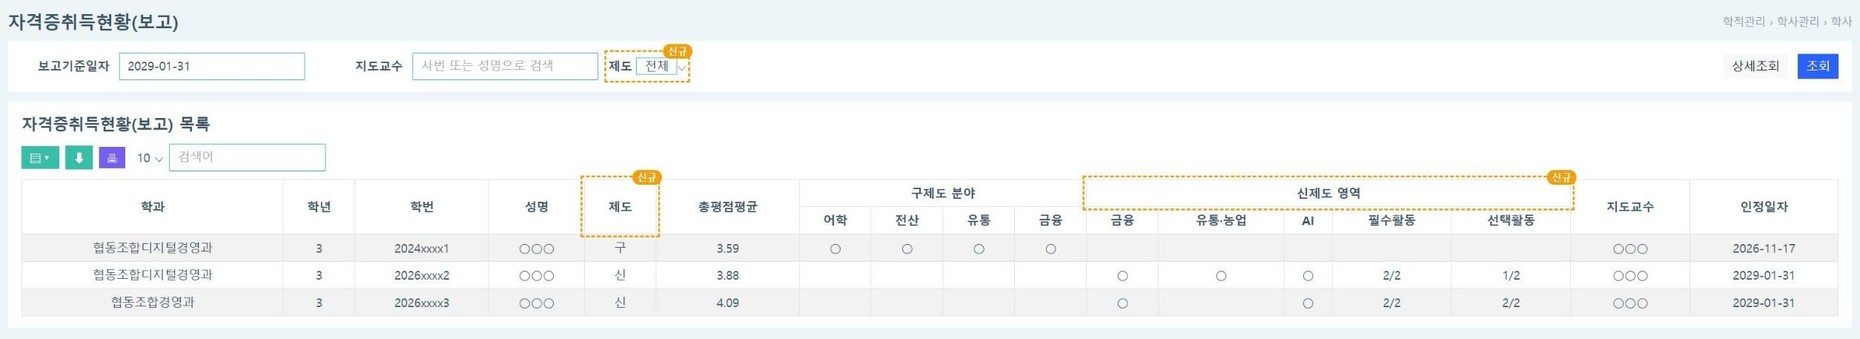 자격증취득현황(보고)
학적관리 › 학사관리 › 학사
보고기준일자 2029-01-31 지도교수 사번 또는 성명으로 검색 제도 전체 신규 상세조회 조회
자격증취득현황(보고) 목록
10 검색어
학과 학년 학번 성명 제도 신규 총평점평균 구제도 분야 신제도 영역 신규 지도교수 인정일자
어학 전산 유통 금융 금융 유통·농업 AI 필수활동 선택활동
협동조합디지털경영과 3 2024xxxx1 ○○○ 구 3.59 ○ ○ ○ ○ ○○○ 2026-11-17
협동조합디지털경영과 3 2026xxxx2 ○○○ 신 3.88 ○ ○ ○ 2/2 1/2 ○○○ 2029-01-31
협동조합경영과 3 2026xxxx3 ○○○ 신 4.09 ○ ○ 2/2 2/2 ○○○ 2029-01-31